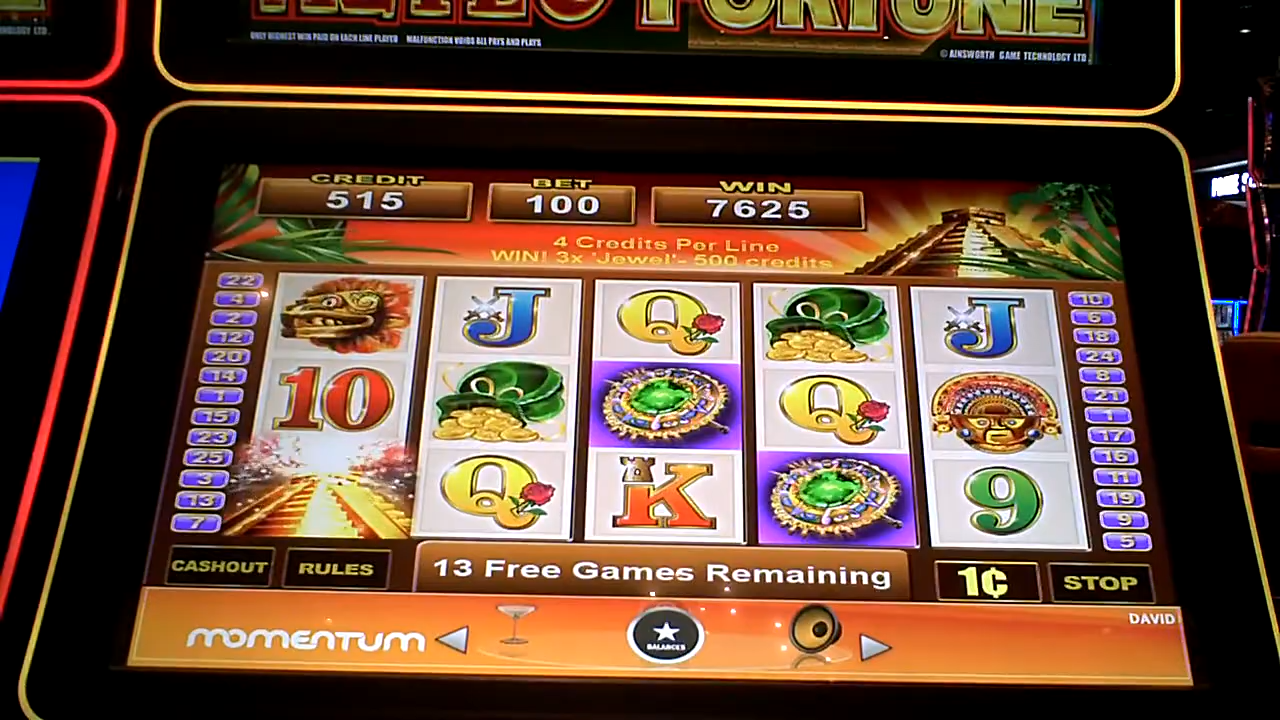 AZTEC FORTUNE
ONLY HIGHEST WIN PAID ON EACH LINE PLAYED MALFUNCTION VOIDS ALL PAYS AND PLAYS
© AINSWORTH GAME TECHNOLOGY LTD.
CREDIT BET WIN
515 100 7625
4 Credits Per Line
WIN! 3x 'Jewel'- 500 credits
22 J Q J 10
4 6
2 18
12 24
20 10 Q 8
14 21
1 1
15 17
23 16
25 Q K 9 11
3 19
13 9
7 5
CASHOUT RULES 13 Free Games Remaining 1¢ STOP
DAVID
momentum BALANCES